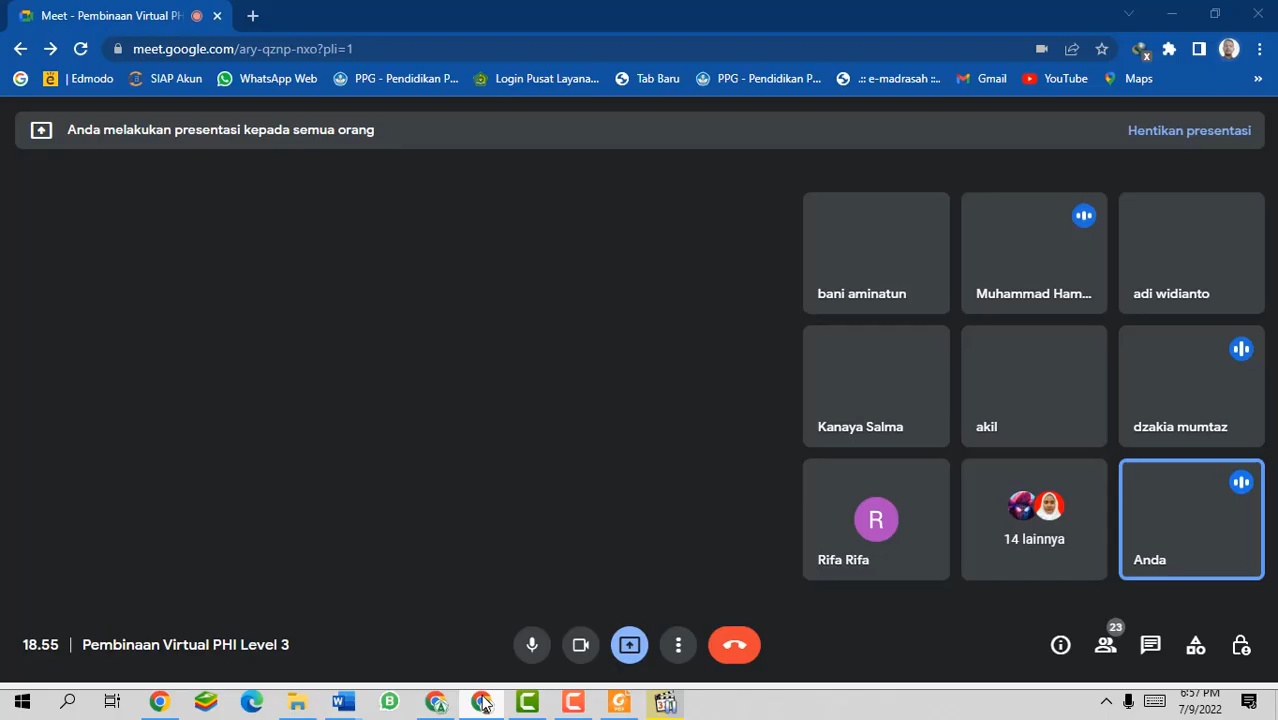 Meet - Pembinaan Virtual PH
meet.google.com/ary-qznp-nxo?pli=1
| Edmodo
SIAP Akun
WhatsApp Web
PPG - Pendidikan P...
Login Pusat Layana...
Tab Baru
PPG - Pendidikan P...
.:: e-madrasah ::.
Gmail
YouTube
Maps
»
Anda melakukan presentasi kepada semua orang
Hentikan presentasi
bani aminatun
Muhammad Ham...
adi widianto
Kanaya Salma
akil
dzakia mumtaz
R
Rifa Rifa
14 lainnya
Anda
18.55 | Pembinaan Virtual PHI Level 3
23
6:57 PM
7/9/2022